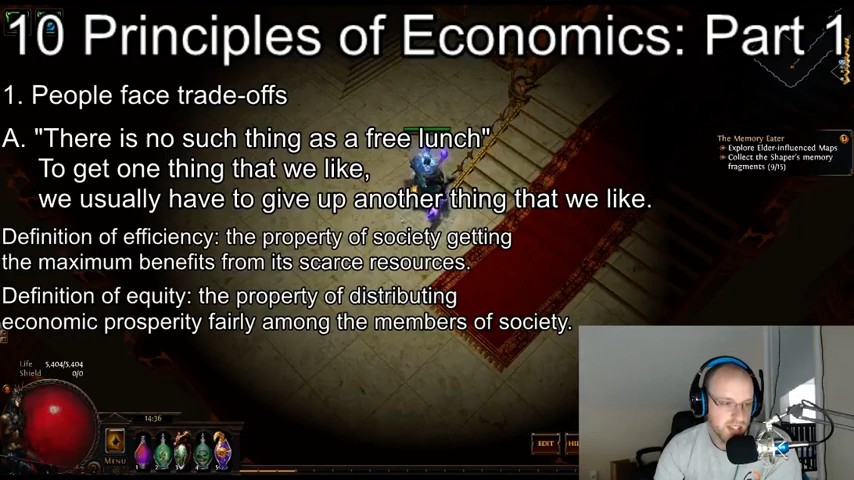 10 Principles of Economics: Part 1
1. People face trade-offs
A. "There is no such thing as a free lunch"
To get one thing that we like,
we usually have to give up another thing that we like.
Definition of efficiency: the property of society getting
the maximum benefits from its scarce resources.
Definition of equity: the property of distributing
economic prosperity fairly among the members of society.
The Memory Eater
Explore Elder-influenced Maps
Collect the Shaper's memory
fragments (9/15)
Life 5,404/5,404
Shield 0/0
14:36
MENU
EDIT